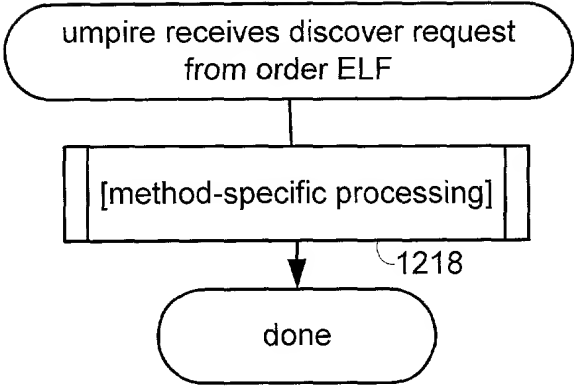 umpire receives discover request
from order ELF
[method-specific processing]
1218
done